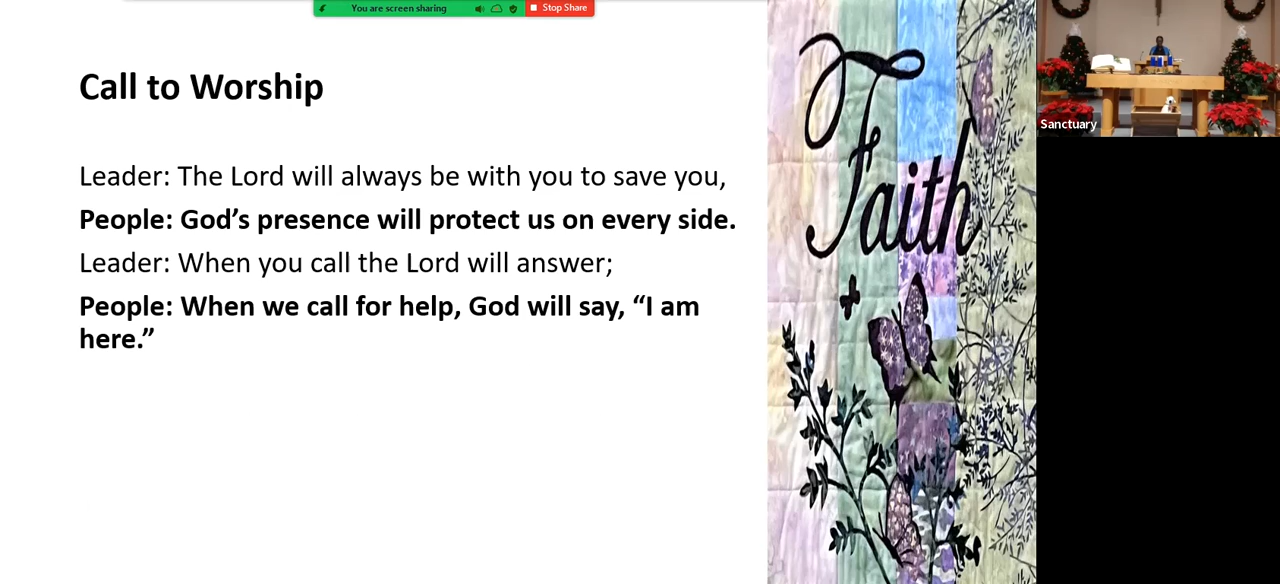 You are screen sharing
Stop Share
Call to Worship
Leader: The Lord will always be with you to save you,
People: God’s presence will protect us on every side.
Leader: When you call the Lord will answer;
People: When we call for help, God will say, “I am
here.”
Faith
Sanctuary